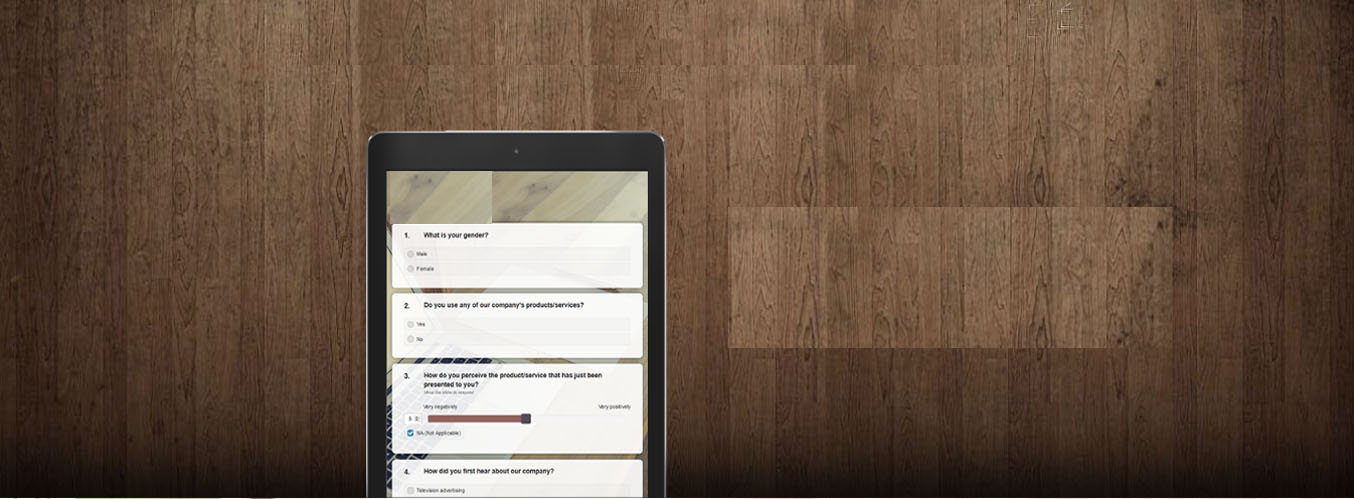 1. What is your gender?
Male
Female
2. Do you use any of our company's products/services?
Yes
No
3. How do you perceive the product/service that has just been
presented to you?
Very negatively Very positively
5
NA (Not Applicable)
4. How did you first hear about our company?
Television advertising